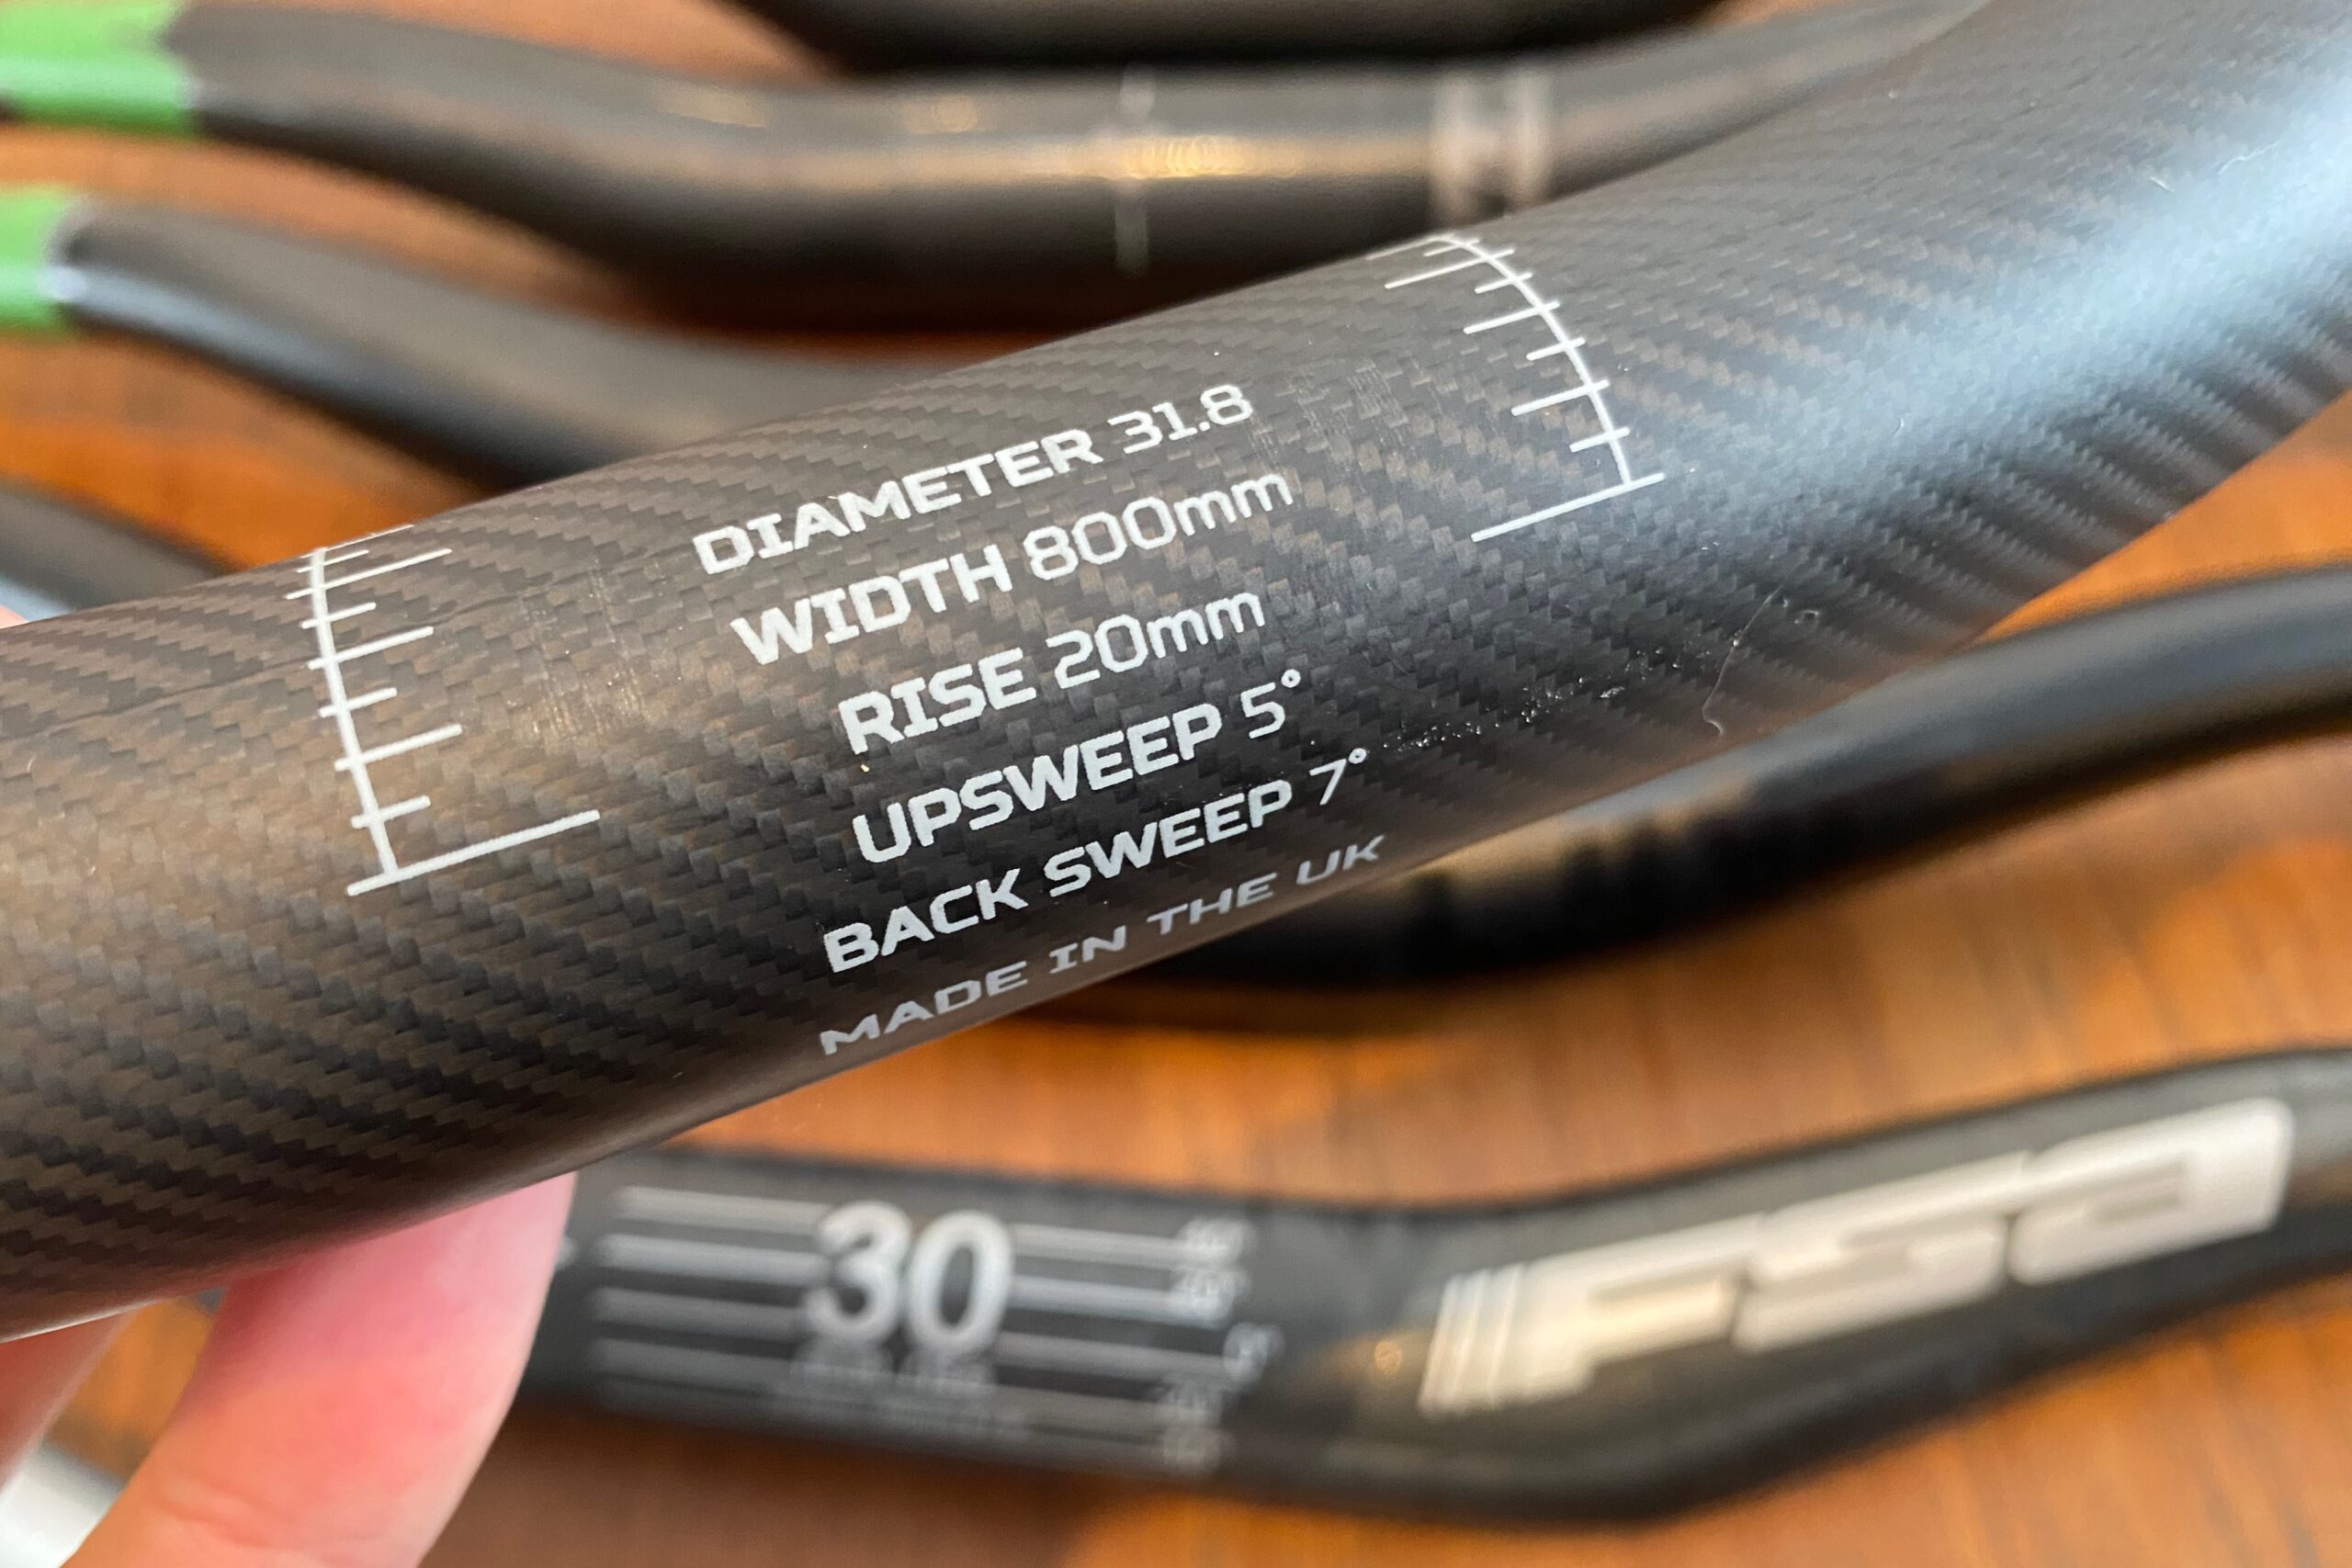 DIAMETER 31.8
WIDTH 800mm
RISE 20mm
UPSWEEP 5°
BACK SWEEP 7°
MADE IN THE UK
30
FSA